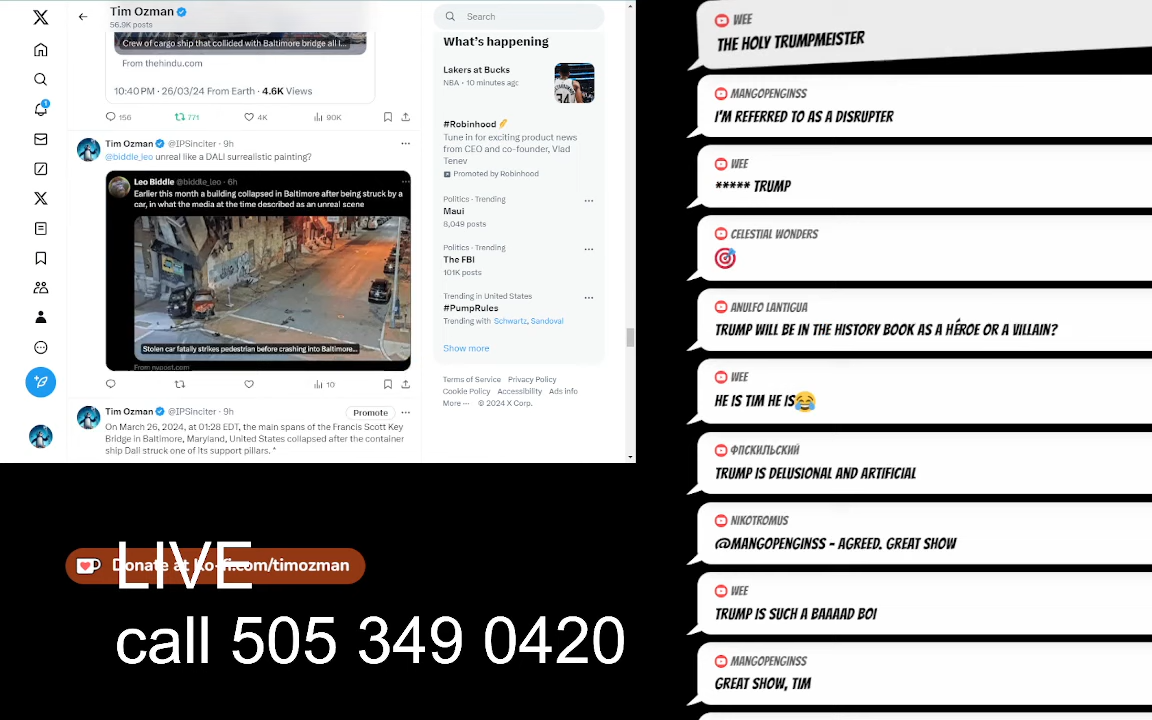 Tim Ozman
56.9K posts
Crew of cargo ship that collided with Baltimore bridge all I...
From thehindu.com
10:40 PM · 26/03/24 From Earth · 4.6K Views
156
771
4K
90K
Tim Ozman @IPSinciter · 9h
@biddle_leo unreal like a DALI surrealistic painting?
Leo Biddle @biddle_leo · 6h
Earlier this month a building collapsed in Baltimore after being struck by a
car, in what the media at the time described as an unreal scene
Stolen car fatally strikes pedestrian before crashing into Baltimore...
From nypost.com
10
Tim Ozman @IPSinciter · 9h
Promote
On March 26, 2024, at 01:28 EDT, the main spans of the Francis Scott Key
Bridge in Baltimore, Maryland, United States collapsed after the container
ship Dali struck one of its support pillars. "
Search
What's happening
Lakers at Bucks
NBA · 10 minutes ago
#Robinhood
Tune in for exciting product news
from CEO and co-founder, Vlad
Tenev
Promoted by Robinhood
Politics · Trending
Maui
8,049 posts
Politics · Trending
The FBI
101K posts
Trending in United States
#PumpRules
Trending with Schwartz, Sandoval
Show more
Terms of Service Privacy Policy
Cookie Policy Accessibility Ads info
More ··· © 2024 X Corp.
LIVE
Donate at ko-fi.com/timozman
call 505 349 0420
WEE
THE HOLY TRUMPMEISTER
MANGOPENGINSS
I'M REFERRED TO AS A DISRUPTER
WEE
***** TRUMP
CELESTIAL WONDERS
ANULFO LANTIGUA
TRUMP WILL BE IN THE HISTORY BOOK AS A HÉROE OR A VILLAIN?
WEE
HE IS TIM HE IS😂
ФПСКИЛЬСКИЙ
TRUMP IS DELUSIONAL AND ARTIFICIAL
NIKOTROMUS
@MANGOPENGINSS - AGREED. GREAT SHOW
WEE
TRUMP IS SUCH A BAAAAD BOI
MANGOPENGINSS
GREAT SHOW, TIM